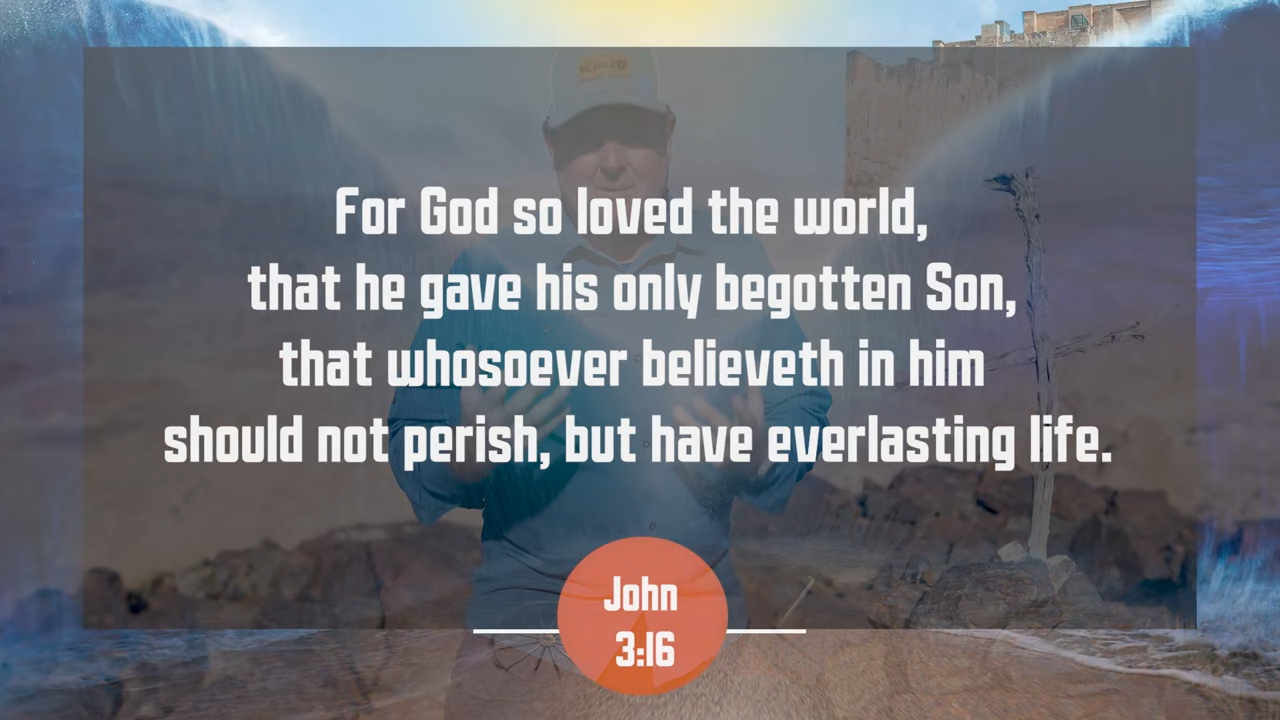 For God so loved the world,
that he gave his only begotten Son,
that whosoever believeth in him
should not perish, but have everlasting life.
John
3:16